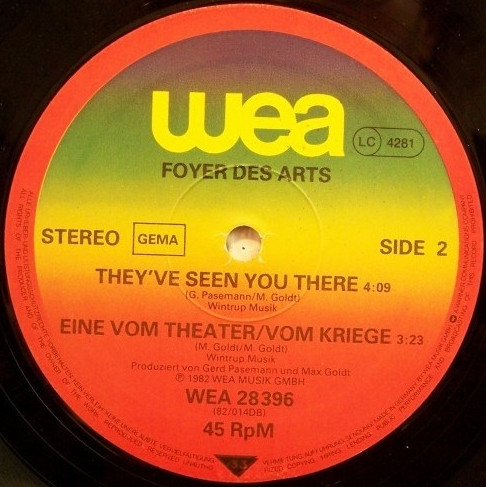 wea
LC 4281
FOYER DES ARTS
STEREO GEMA SIDE 2
THEY'VE SEEN YOU THERE 4:09
(G. Pasemann/M. Goldt)
Wintrup Musik
EINE VOM THEATER/VOM KRIEGE 3:23
(M. Goldt/M. Goldt)
Wintrup Musik
Produziert von Gerd Pasemann und Max Goldt
℗ 1982 WEA MUSIK GMBH
WEA 28396
(82/014DB)
45 RpM
33